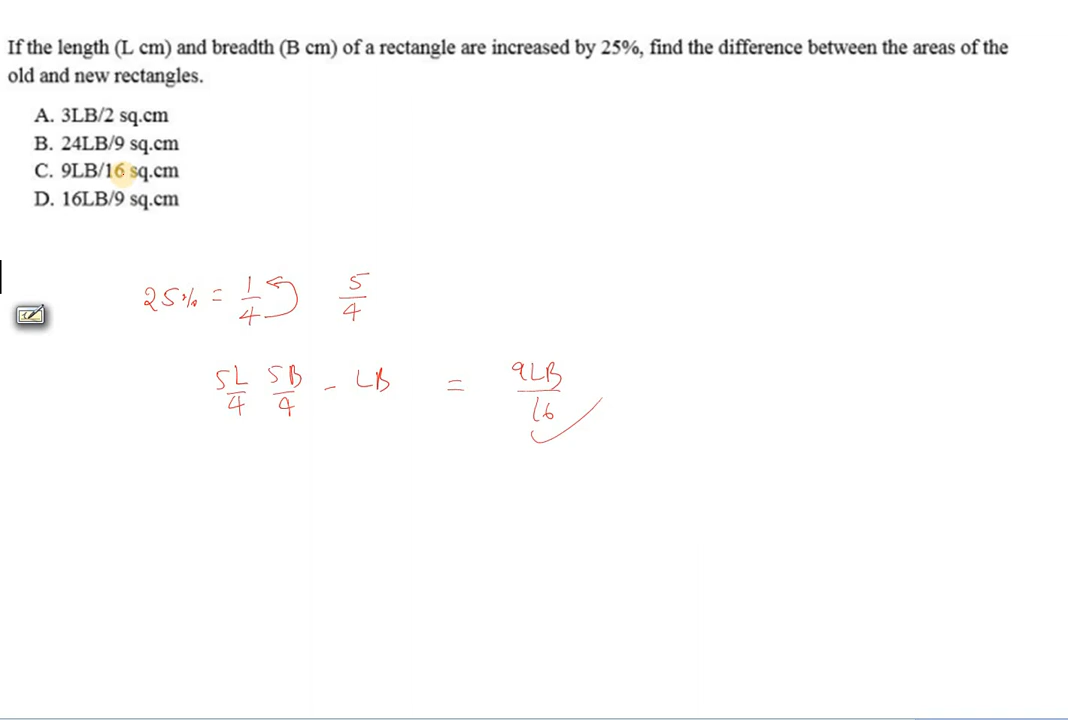 If the length (L cm) and breadth (B cm) of a rectangle are increased by 25%, find the difference between the areas of the
old and new rectangles.
A. 3LB/2 sq.cm
B. 24LB/9 sq.cm
C. 9LB/16 sq.cm
D. 16LB/9 sq.cm
25% = 1/4 5/4
5L/4 5B/4 - LB = 9LB/16